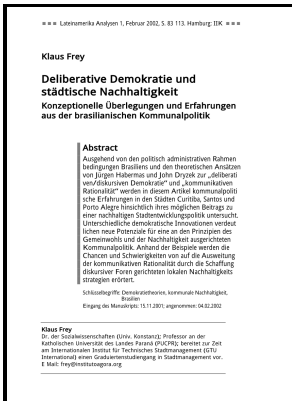 ■ ■ ■ Lateinamerika Analysen 1, Februar 2002, S. 83 113. Hamburg: IIK ■ ■ ■
Klaus Frey
Deliberative Demokratie und
städtische Nachhaltigkeit
Konzeptionelle Überlegungen und Erfahrungen
aus der brasilianischen Kommunalpolitik
Abstract
Ausgehend von den politisch administrativen Rahmen
bedingungen Brasiliens und den theoretischen Ansätzen
von Jürgen Habermas und John Dryzek zur „deliberati
ven/diskursiven Demokratie" und „kommunikativen
Rationalität" werden in diesem Artikel kommunalpoliti
sche Erfahrungen in den Städten Curitiba, Santos und
Porto Alegre hinsichtlich ihres möglichen Beitrags zu
einer nachhaltigen Stadtentwicklungspolitik untersucht.
Unterschiedliche demokratische Innovationen verdeut
lichen neue Potenziale für eine an den Prinzipien des
Gemeinwohls und der Nachhaltigkeit ausgerichteten
Kommunalpolitik. Anhand der Beispiele werden die
Chancen und Schwierigkeiten von auf die Ausweitung
der kommunikativen Rationalität durch die Schaffung
diskursiver Foren gerichteten lokalen Nachhaltigkeits
strategien erörtert.
Schlüsselbegriffe: Demokratietheorien, kommunale Nachhaltigkeit,
Brasilien
Eingang des Manuskripts: 15.11.2001; angenommen: 04.02.2002
Klaus Frey
Dr. der Sozialwissenschaften (Univ. Konstanz); Professor an der
Katholischen Universität des Landes Paraná (PUCPR); bereitet zur Zeit
am Internationalen Institut für Technisches Stadtmanagement (GTU
International) einen Graduiertenstudiengang in Stadtmanagement vor.
E Mail: frey@institutoagora.org